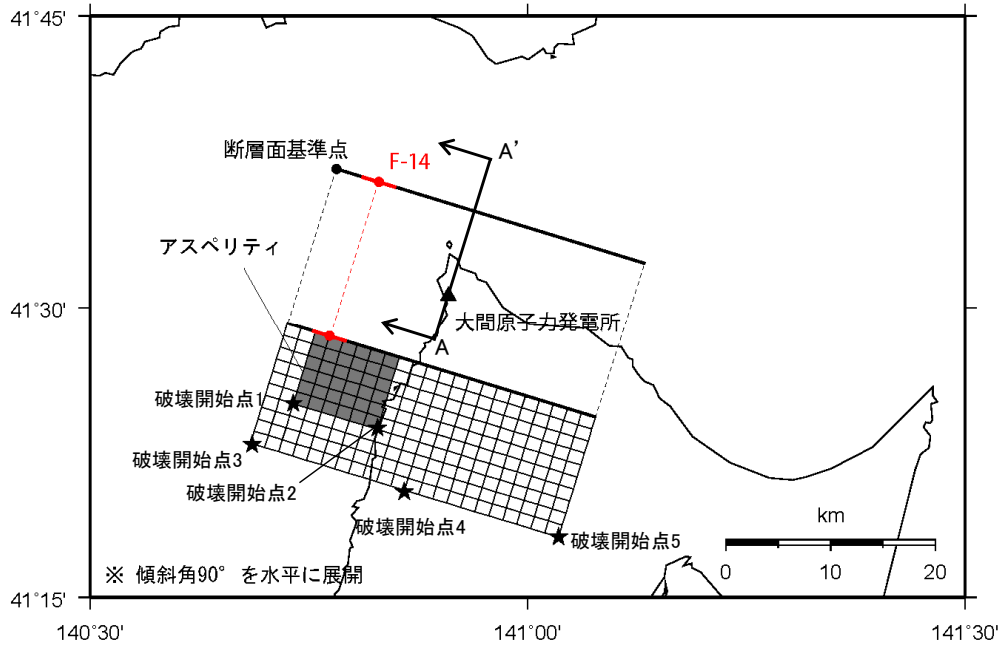 41°45'
断層面基準点
F-14
A'
アスペリティ
41°30'
大間原子力発電所
A
破壊開始点1
破壊開始点3
破壊開始点2
破壊開始点4
破壊開始点5
km
0 10 20
※ 傾斜角90° を水平に展開
41°15'
140°30' 141°00' 141°30'